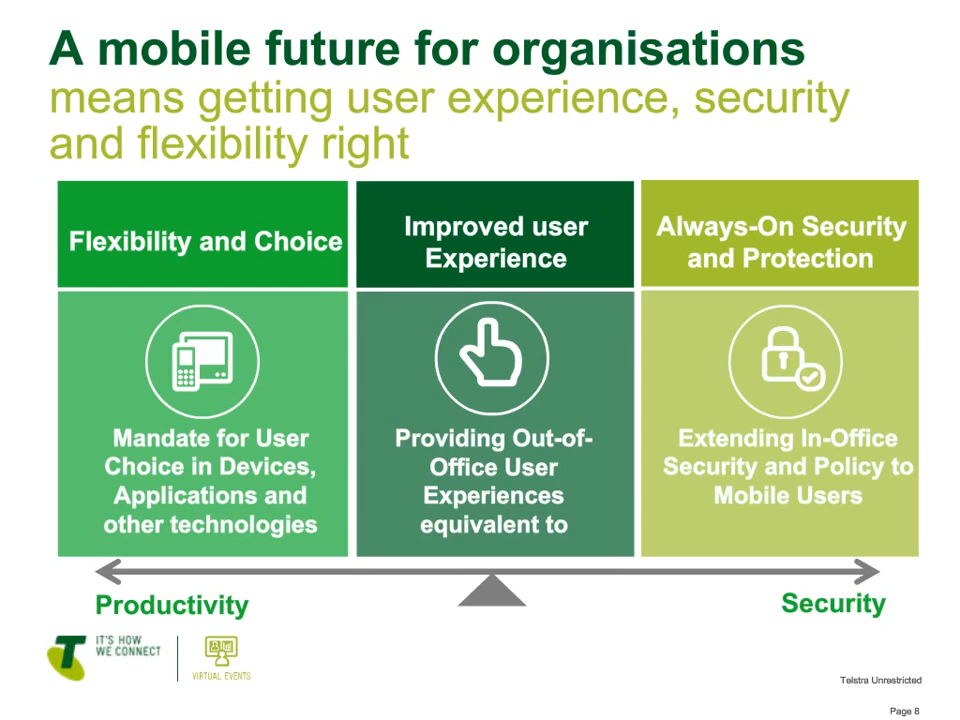 A mobile future for organisations
means getting user experience, security
and flexibility right
Flexibility and Choice
Improved user
Experience
Always-On Security
and Protection
Mandate for User
Choice in Devices,
Applications and
other technologies
Providing Out-of-
Office User
Experiences
equivalent to
Extending In-Office
Security and Policy to
Mobile Users
Productivity
Security
IT'S HOW
WE CONNECT
VIRTUAL EVENTS
Telstra Unrestricted
Page 8